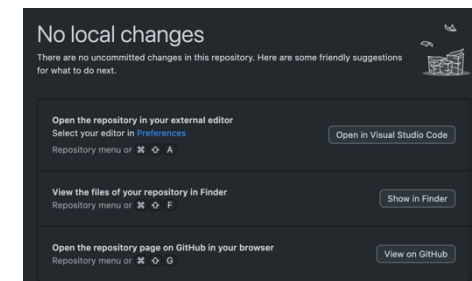 No local changes
There are no uncommitted changes in this repository. Here are some friendly suggestions
for what to do next.
Open the repository in your external editor
Select your editor in Preferences
Repository menu or ⌘ ⇧ A
Open in Visual Studio Code
View the files of your repository in Finder
Repository menu or ⌘ ⇧ F
Show in Finder
Open the repository page on GitHub in your browser
Repository menu or ⌘ ⇧ G
View on GitHub